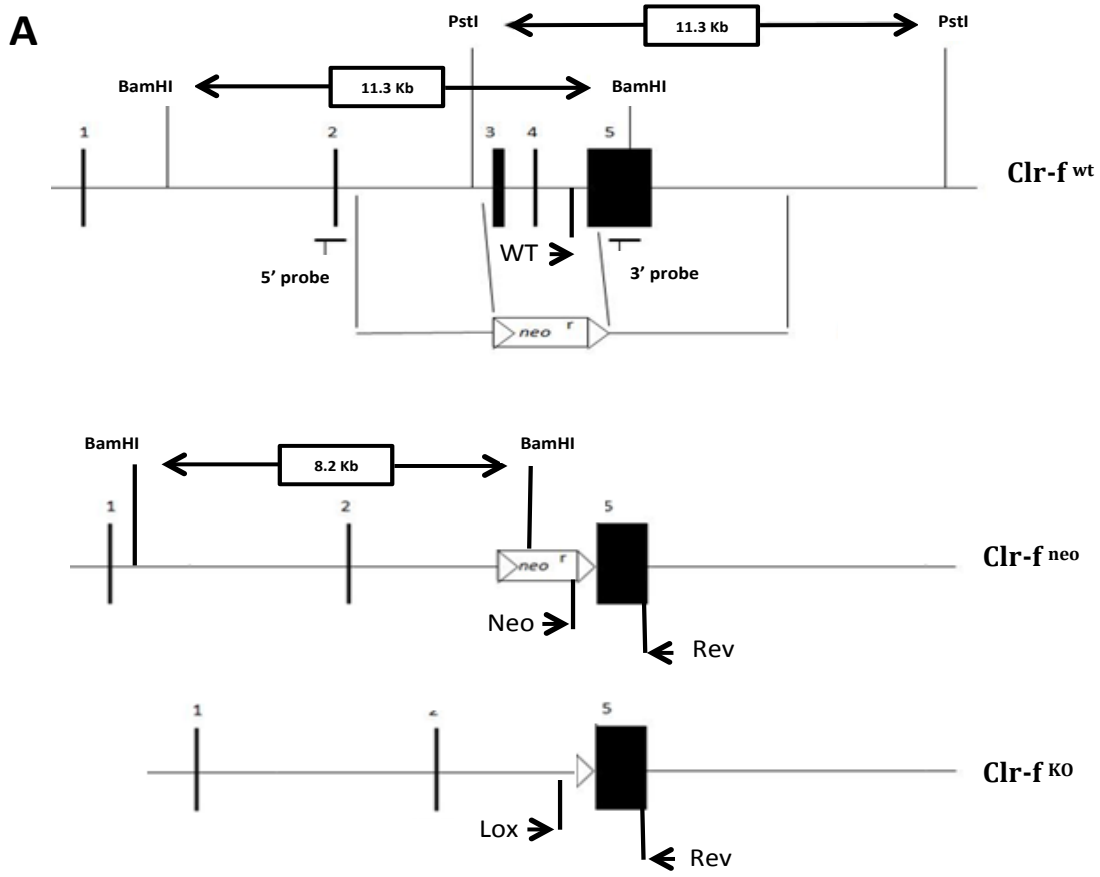 A
PstI 11.3 Kb PstI
BamHI 11.3 Kb BamHI
1 2 3 4 5
Clr-f wt
WT
5' probe 3' probe
neo r
BamHI 8.2 Kb BamHI
1 2 5
neo r
Clr-f neo
Neo
Rev
1 5
Clr-f KO
Lox
Rev